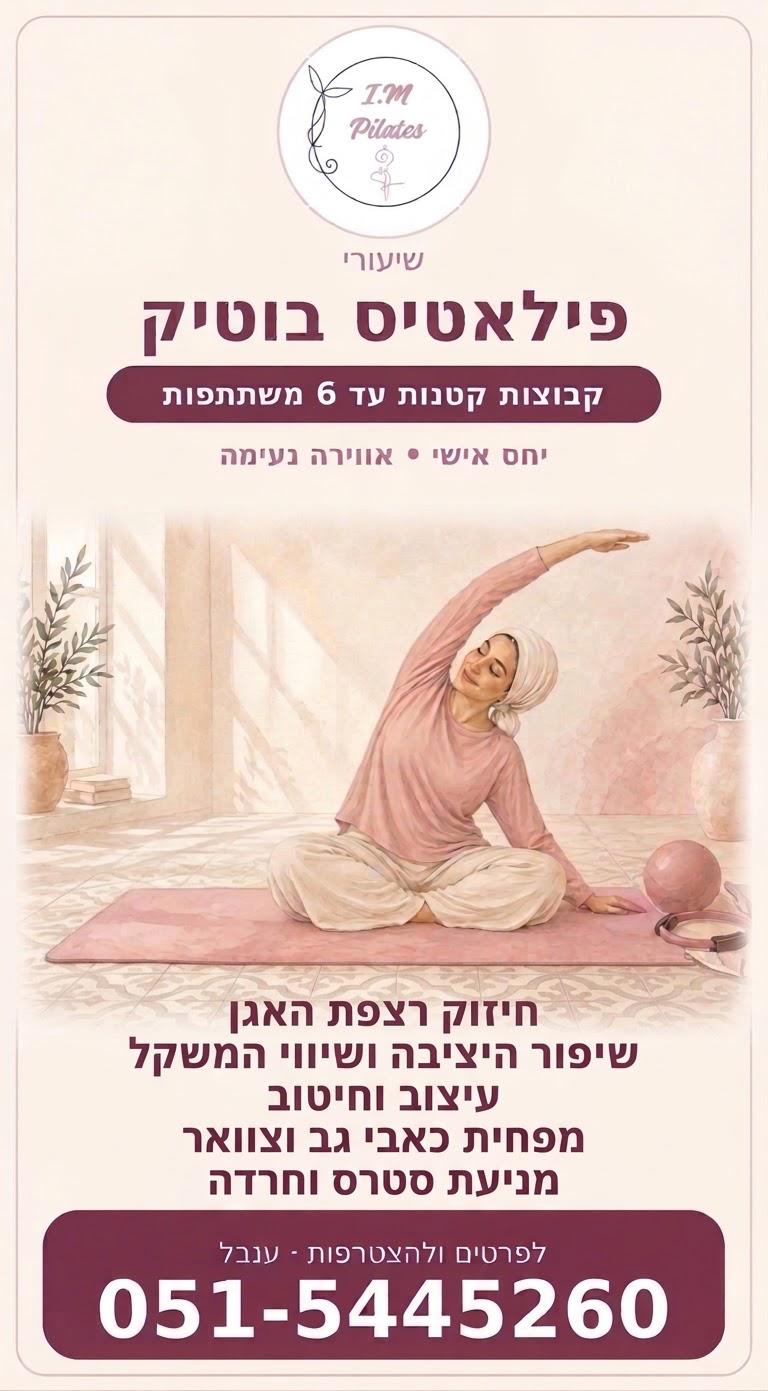 I.M
Pilates
שיעורי
פילאטיס בוטיק
קבוצות קטנות עד 6 משתתפות
יחס אישי • אווירה נעימה
חיזוק רצפת האגן
שיפור היציבה ושיווי המשקל
עיצוב וחיטוב
מפחית כאבי גב וצוואר
מניעת סטרס וחרדה
לפרטים ולהצטרפות - ענבל
051-5445260